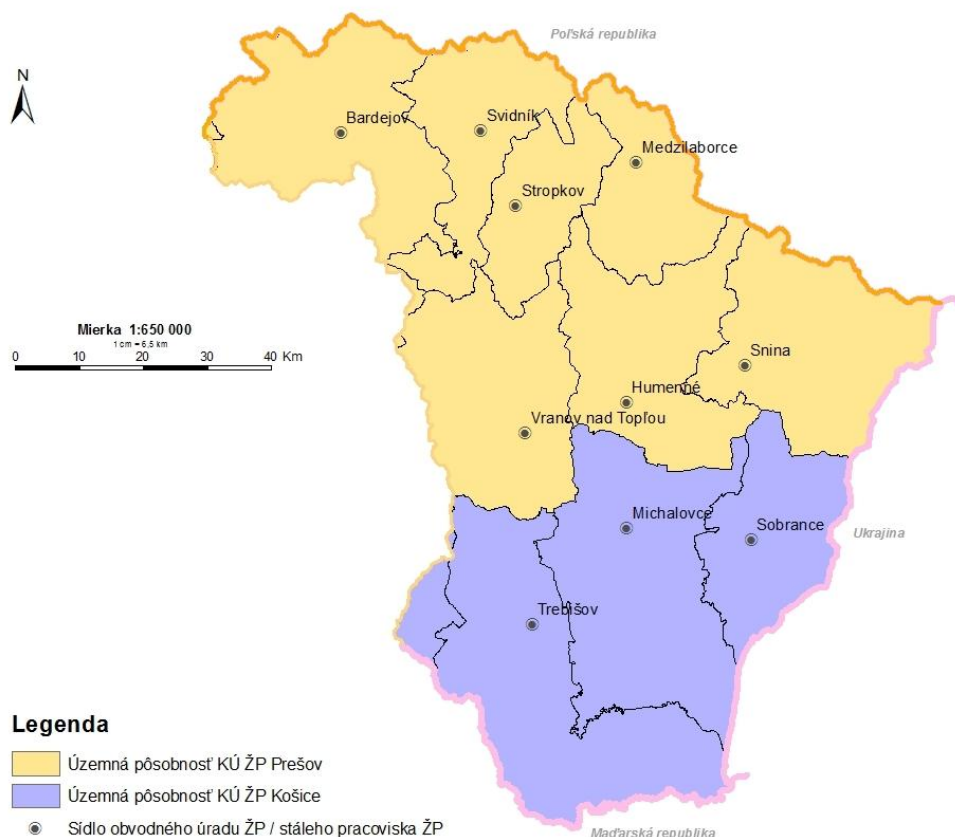 Poľská republika
N
Bardejov
Svidník
Medzilaborce
Stropkov
Mierka 1:650 000
1 cm = 6,5 km
0 10 20 30 40 Km
Snina
Humenné
Vranov nad Topľou
Michalovce
Sobrance
Ukrajina
Trebišov
Legenda
Územná pôsobnosť KÚ ŽP Prešov
Územná pôsobnosť KÚ ŽP Košice
Sídlo obvodného úradu ŽP / stáleho pracoviska ŽP
Maďarská republika